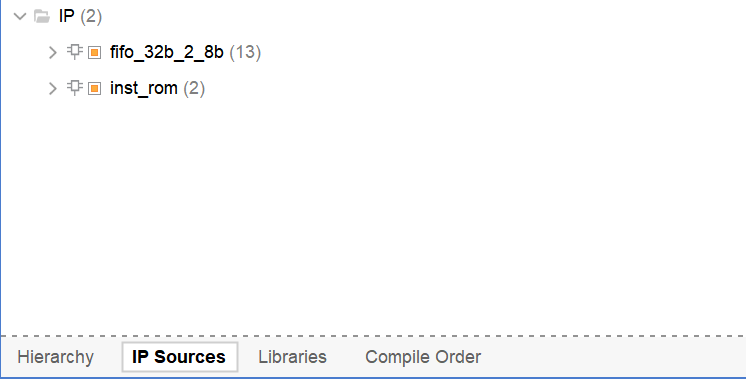 IP (2)
fifo_32b_2_8b (13)
inst_rom (2)
Hierarchy IP Sources Libraries Compile Order